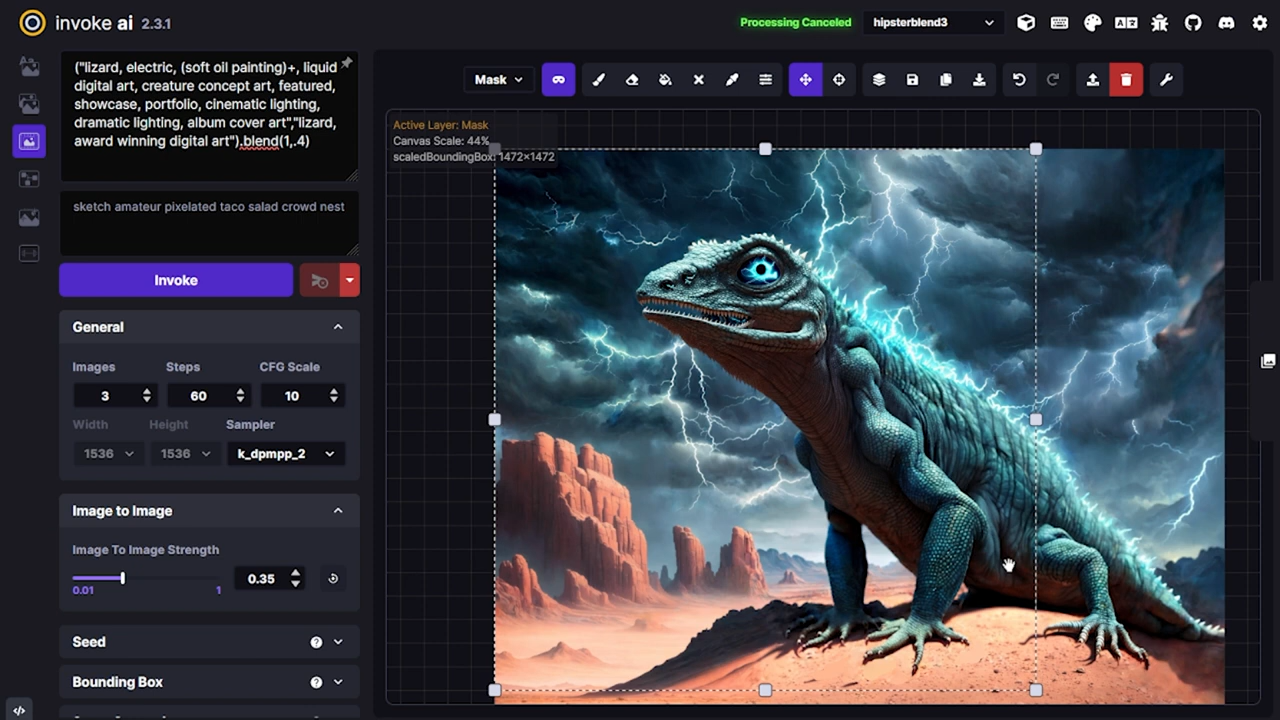 invoke ai 2.3.1
Processing Canceled
hipsterblend3
("lizard, electric, (soft oil painting)+, liquid
digital art, creature concept art, featured,
showcase, portfolio, cinematic lighting,
dramatic lighting, album cover art","lizard,
award winning digital art").blend(1,.4)
sketch amateur pixelated taco salad crowd nest
Invoke
General
Images Steps CFG Scale
3 60 10
Width Height Sampler
1536 1536 k_dpmpp_2
Image to Image
Image To Image Strength
0.35
0.01 1
Seed
Bounding Box
Mask
Active Layer: Mask
Canvas Scale: 44%
scaledBoundingBox: 1472×1472